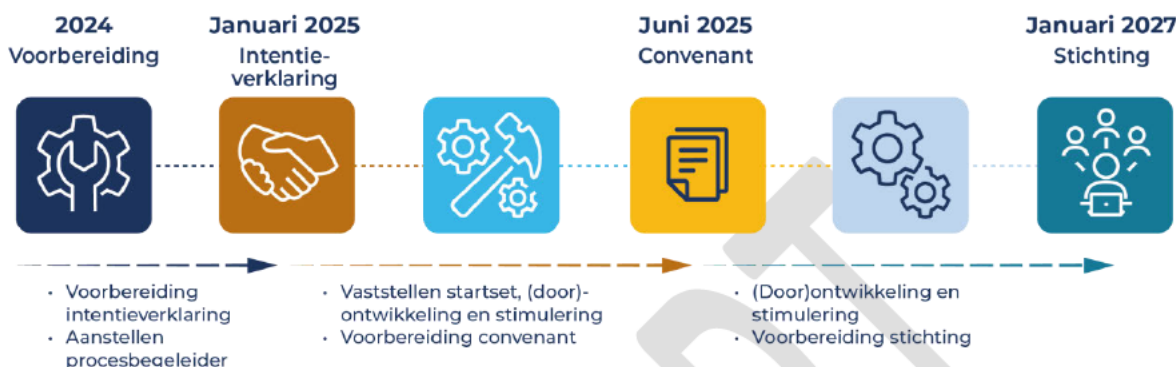 2024
Voorbereiding
Januari 2025
Intentie-
verklaring
Juni 2025
Convenant
Januari 2027
Stichting
· Voorbereiding
intentieverklaring
· Aanstellen
procesbegeleider
· Vaststellen startset, (door)-
ontwikkeling en stimulering
· Voorbereiding convenant
· (Door)ontwikkeling en
stimulering
· Voorbereiding stichting